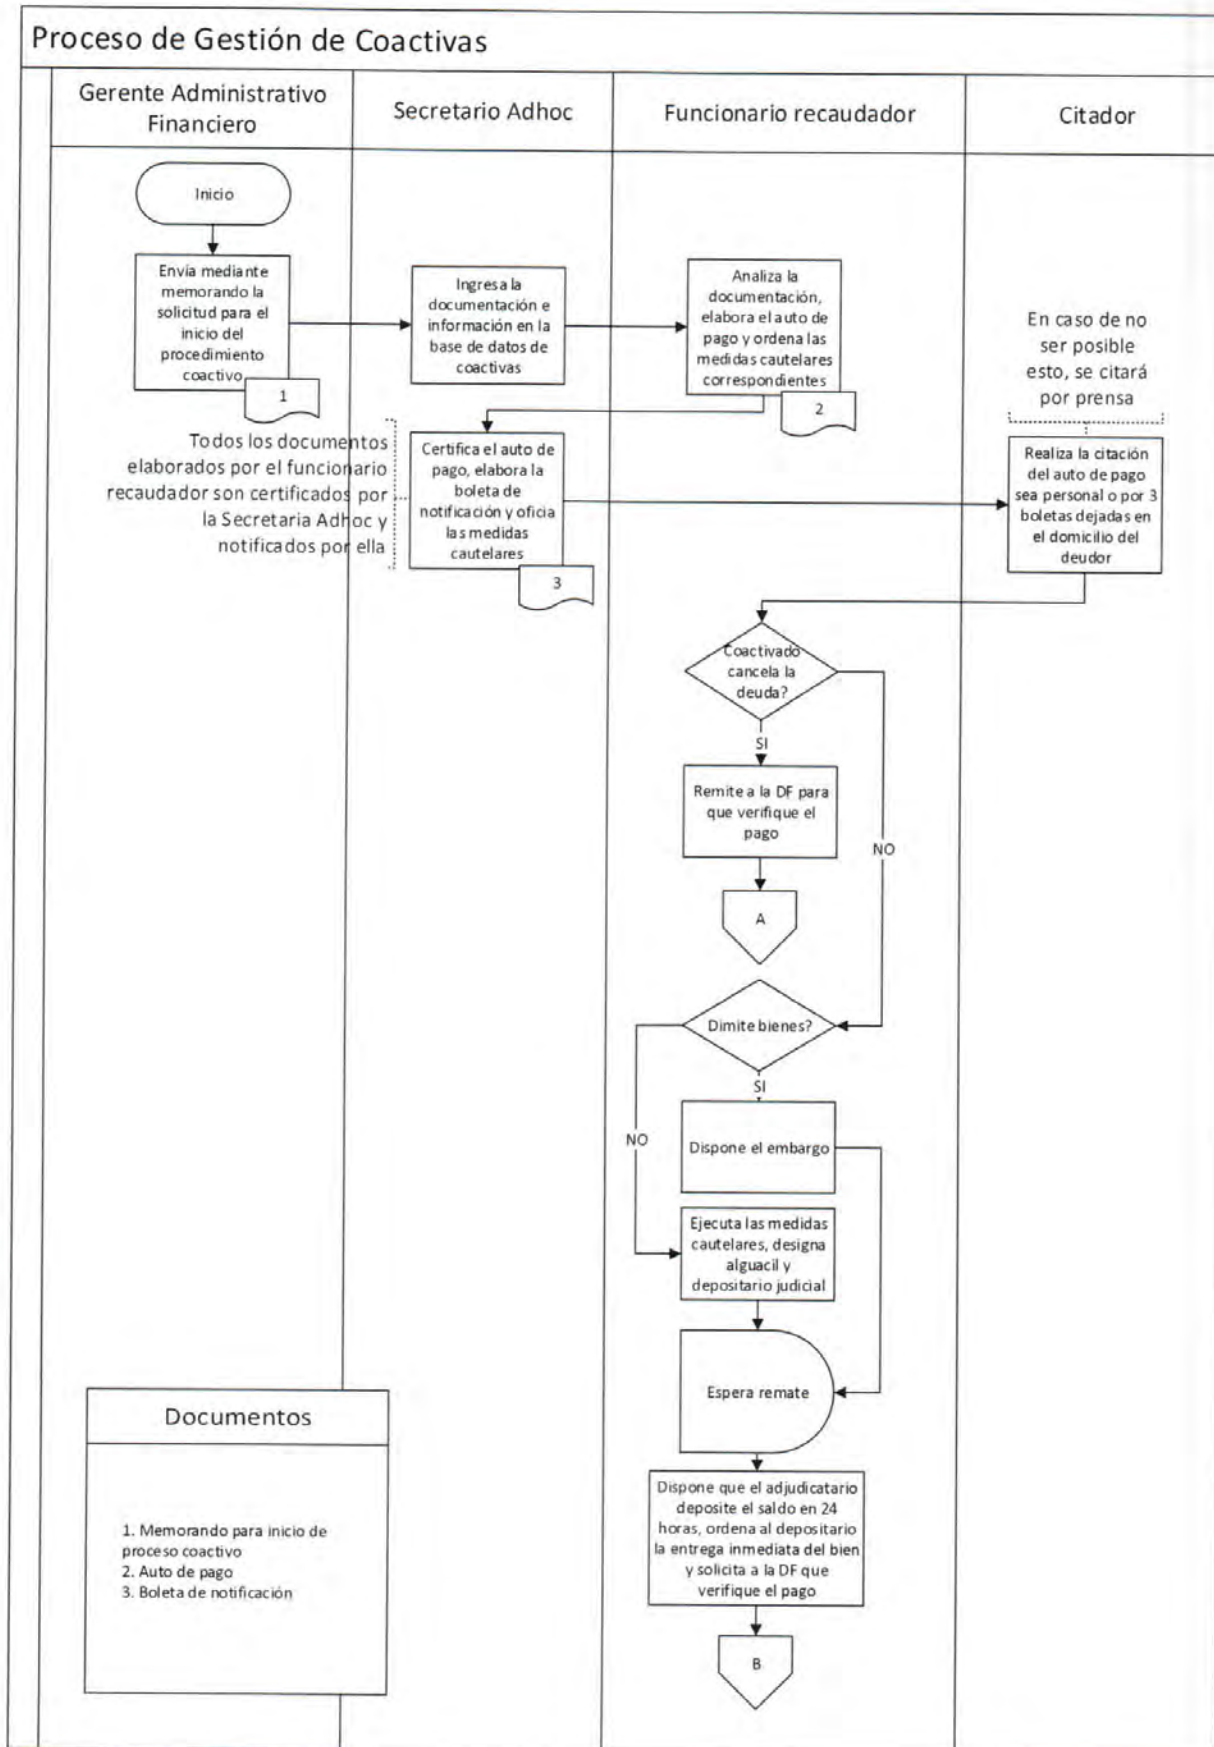 Proceso de Gestión de Coactivas
Gerente Administrativo
Financiero
Secretario Adhoc
Funcionario recaudador
Citador
Inicio
Envía mediante
memorando la
solicitud para el
inicio del
procedimiento
coactivo
1
Ingresa la
documentación e
información en la
base de datos de
coactivas
Analiza la
documentación,
elabora el auto de
pago y ordena las
medidas cautelares
correspondientes
2
En caso de no
ser posible
esto, se citará
por prensa
Todos los documentos
elaborados por el funcionario
recaudador son certificados por
la Secretaria Adhoc y
notificados por ella
Certifica el auto de
pago, elabora la
boleta de
notificación y oficia
las medidas
cautelares
3
Realiza la citación
del auto de pago
sea personal o por 3
boletas dejadas en
el domicilio del
deudor
Coactivado
cancela la
deuda?
SI
NO
Remite a la DF para
que verifique el
pago
A
Dimite bienes?
SI
NO
Dispone el embargo
Ejecuta las medidas
cautelares, designa
alguacil y
depositario judicial
Espera remate
Dispone que el adjudicatario
deposite el saldo en 24
horas, ordena al depositario
la entrega inmediata del bien
y solicita a la DF que
verifique el pago
B
Documentos
1. Memorando para inicio de
proceso coactivo
2. Auto de pago
3. Boleta de notificación